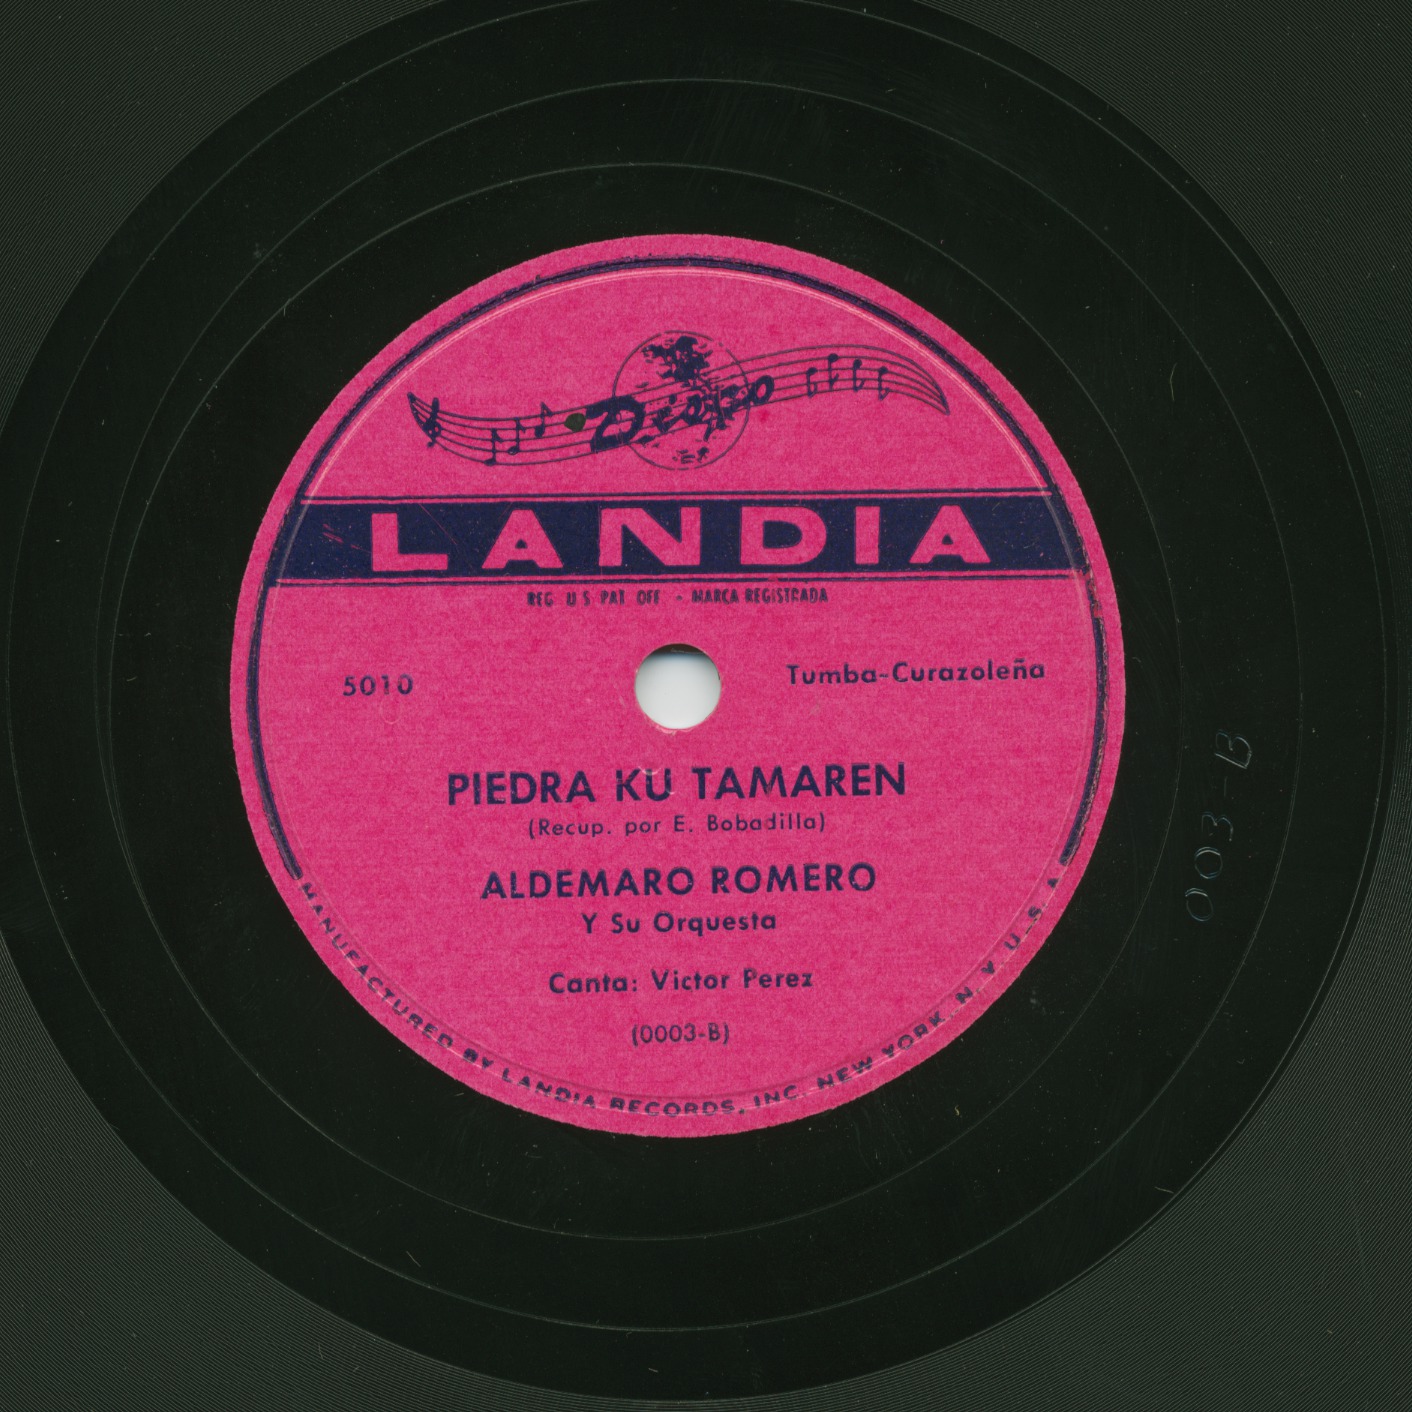 Disco
LANDIA
REG. U S PAT OFF - MARCA REGISTRADA
5010
Tumba-Curazoleña
PIEDRA KU TAMAREN
(Recup. por E. Bobadilla)
ALDEMARO ROMERO
Y Su Orquesta
Canta: Victor Perez
(0003-B)
MANUFACTURED BY LANDIA RECORDS, INC. NEW YORK, N. Y. U. S. A.
003-B